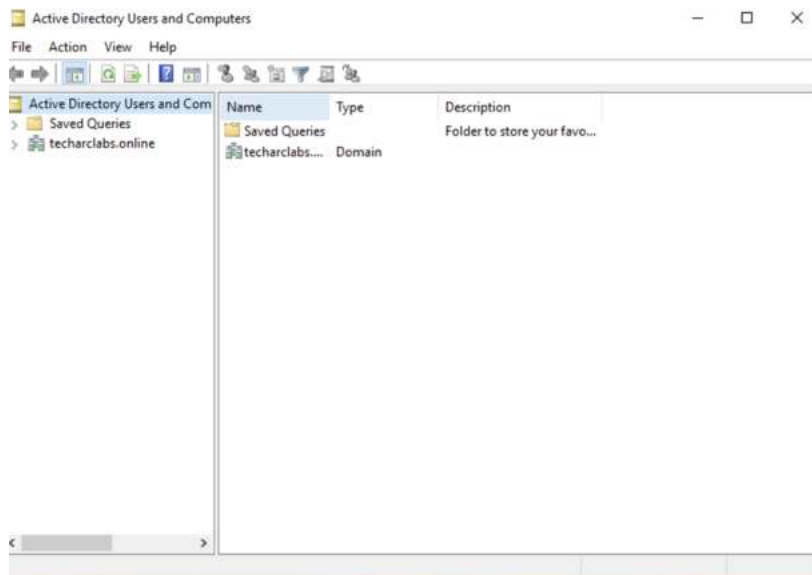 Active Directory Users and Computers
File Action View Help
Active Directory Users and Com
Saved Queries
techarclabs.online
Name Type Description
Saved Queries Folder to store your favo...
techarclabs.... Domain